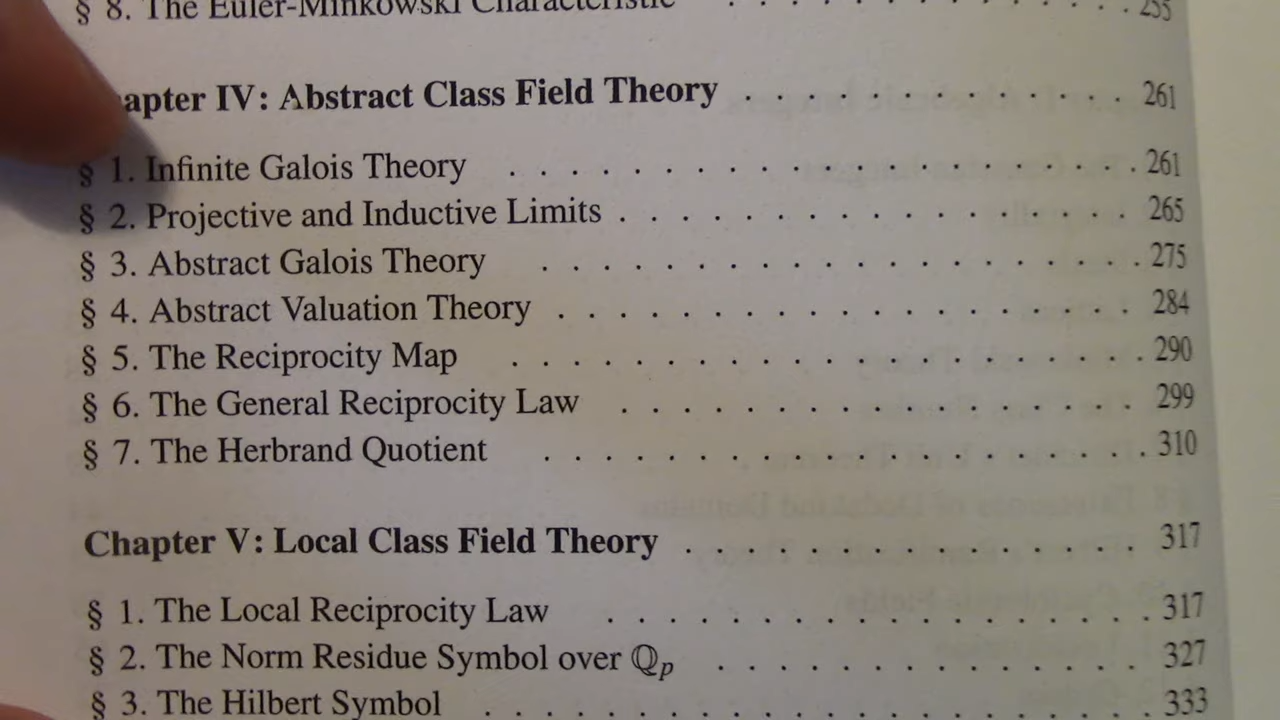 § 8. The Euler-Minkowski Characteristic . . . . . . . . . . . 255
apter IV: Abstract Class Field Theory . . . . . . . . . . . . . . 261
§ 1. Infinite Galois Theory . . . . . . . . . . . . . . . . . . . . . 261
§ 2. Projective and Inductive Limits . . . . . . . . . . . . . . . . . 265
§ 3. Abstract Galois Theory . . . . . . . . . . . . . . . . . . . . 275
§ 4. Abstract Valuation Theory . . . . . . . . . . . . . . . . . . . 284
§ 5. The Reciprocity Map . . . . . . . . . . . . . . . . . . . . . 290
§ 6. The General Reciprocity Law . . . . . . . . . . . . . . . . . 299
§ 7. The Herbrand Quotient . . . . . . . . . . . . . . . . . . . . 310
Chapter V: Local Class Field Theory . . . . . . . . . . . . . . . 317
§ 1. The Local Reciprocity Law . . . . . . . . . . . . . . . . . . 317
§ 2. The Norm Residue Symbol over ℚp . . . . . . . . . . . . . . 327
§ 3. The Hilbert Symbol . . . . . . . . . . . . . . . . . . . . . . 333